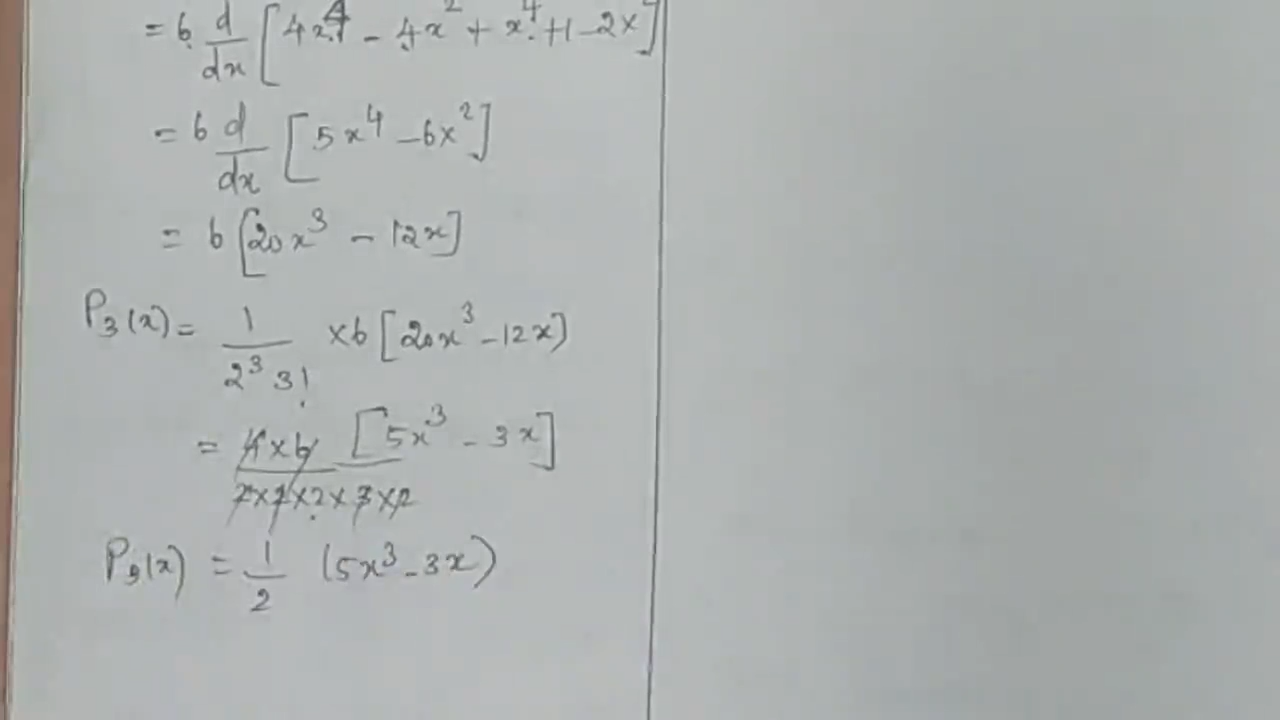 = 6 d/dx [4x⁴ - 4x² + x⁴ + 1 - 2x²]
= 6 d/dx [5x⁴ - 6x²]
= 6 [20x³ - 12x]
P₃(x) = 1/(2³ 3!) × 6 [20x³ - 12x)
= (4×6)/(2×2×2×3×2) [5x³ - 3x]
P₃(x) = 1/2 (5x³ - 3x)